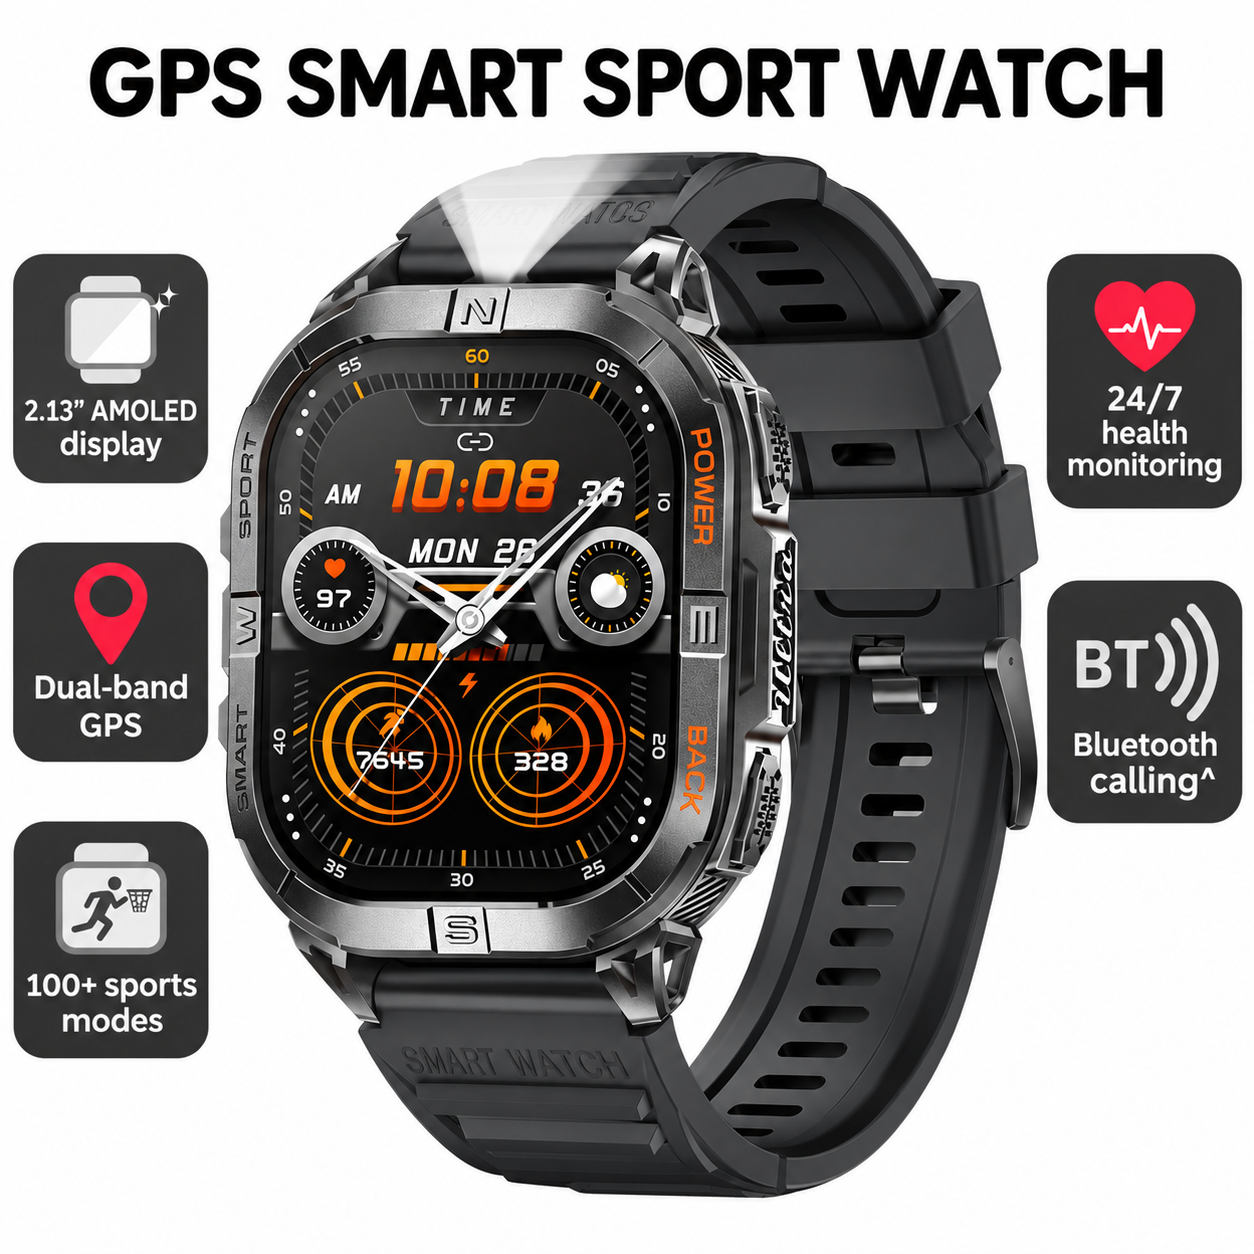 GPS SMART SPORT WATCH
2.13” AMOLED
display
Dual-band
GPS
100+ sports
modes
24/7
health
monitoring
BT
Bluetooth
calling^
N
60
55
05
TIME
AM
10:08
36
MON 26
50
10
97
7645
328
40
20
35
30
25
SPORT
W
SMART
POWER
E
BACK
S
SMART WATCH